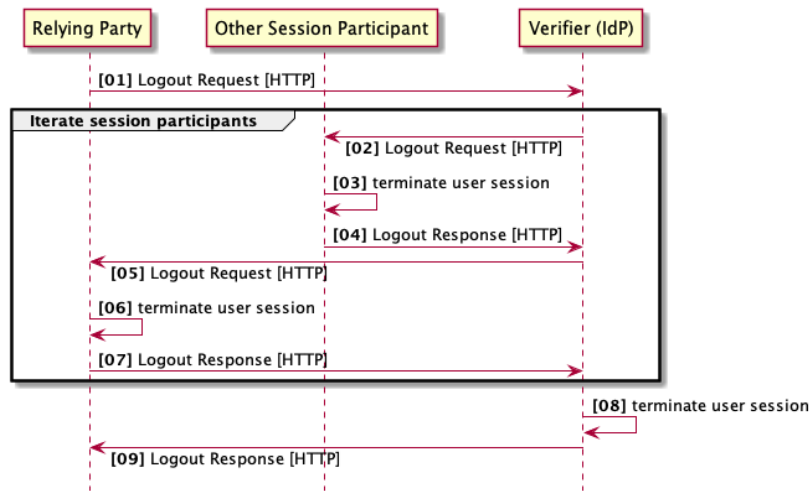 Relying Party
Other Session Participant
Verifier (IdP)
[01] Logout Request [HTTP]
Iterate session participants
[02] Logout Request [HTTP]
[03] terminate user session
[04] Logout Response [HTTP]
[05] Logout Request [HTTP]
[06] terminate user session
[07] Logout Response [HTTP]
[08] terminate user session
[09] Logout Response [HTTP]